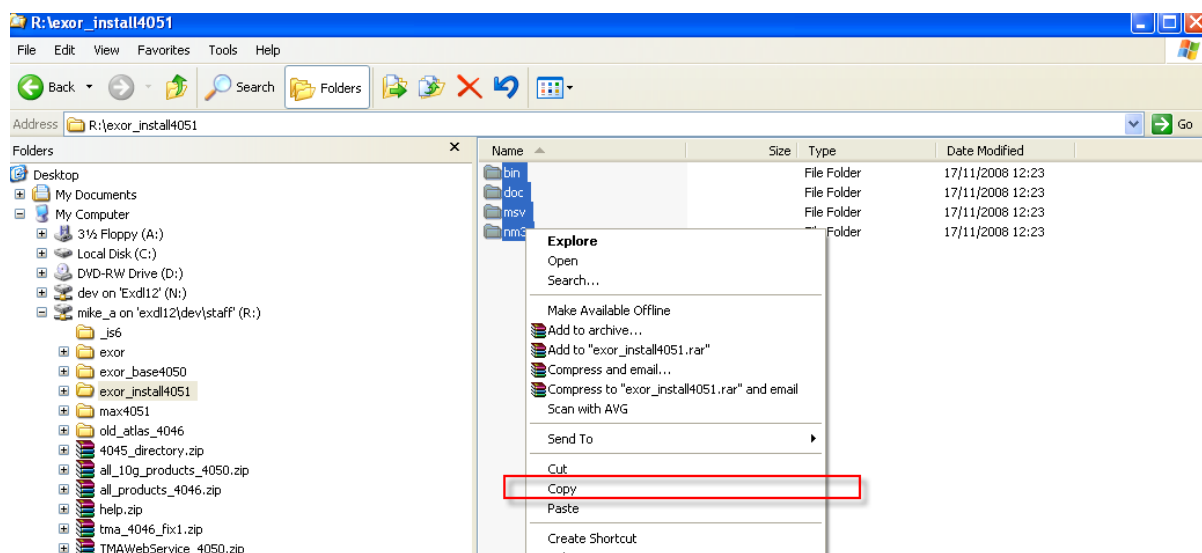 R:\exor_install4051
File Edit View Favorites Tools Help
Back Search Folders
Address R:\exor_install4051 Go
Folders x
Name Size Type Date Modified
Desktop
My Documents
My Computer
3½ Floppy (A:)
Local Disk (C:)
DVD-RW Drive (D:)
dev on 'Exdl12' (N:)
mike_a on 'exdl12\dev\staff' (R:)
_is6
exor
exor_base4050
exor_install4051
max4051
old_atlas_4046
4045_directory.zip
all_10g_products_4050.zip
all_products_4046.zip
help.zip
tma_4046_fix1.zip
TMAWebService_4050.zip
bin File Folder 17/11/2008 12:23
doc File Folder 17/11/2008 12:23
msv File Folder 17/11/2008 12:23
nm3 Folder 17/11/2008 12:23
Explore
Open
Search...
Make Available Offline
Add to archive...
Add to "exor_install4051.rar"
Compress and email...
Compress to "exor_install4051.rar" and email
Scan with AVG
Send To
Cut
Copy
Paste
Create Shortcut